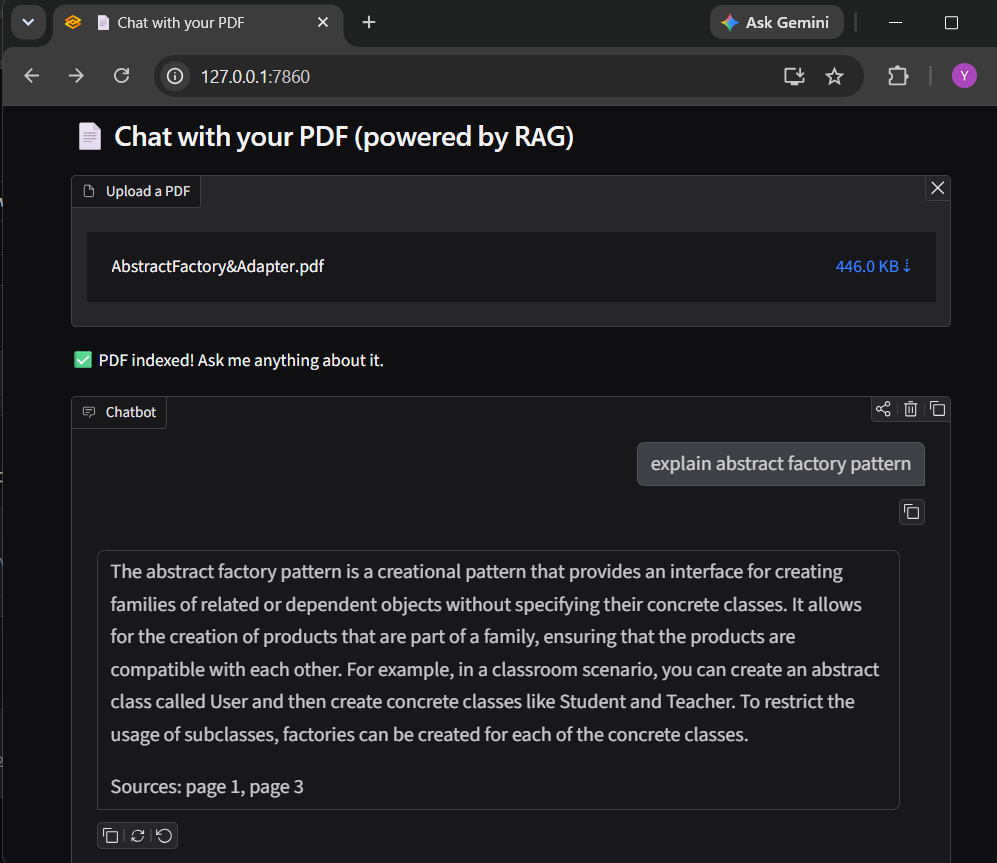 Chat with your PDF
Ask Gemini
127.0.0.1:7860
Y
Chat with your PDF (powered by RAG)
Upload a PDF
AbstractFactory&Adapter.pdf
446.0 KB ⇣
PDF indexed! Ask me anything about it.
Chatbot
explain abstract factory pattern
The abstract factory pattern is a creational pattern that provides an interface for creating
families of related or dependent objects without specifying their concrete classes. It allows
for the creation of products that are part of a family, ensuring that the products are
compatible with each other. For example, in a classroom scenario, you can create an abstract
class called User and then create concrete classes like Student and Teacher. To restrict the
usage of subclasses, factories can be created for each of the concrete classes.
Sources: page 1, page 3